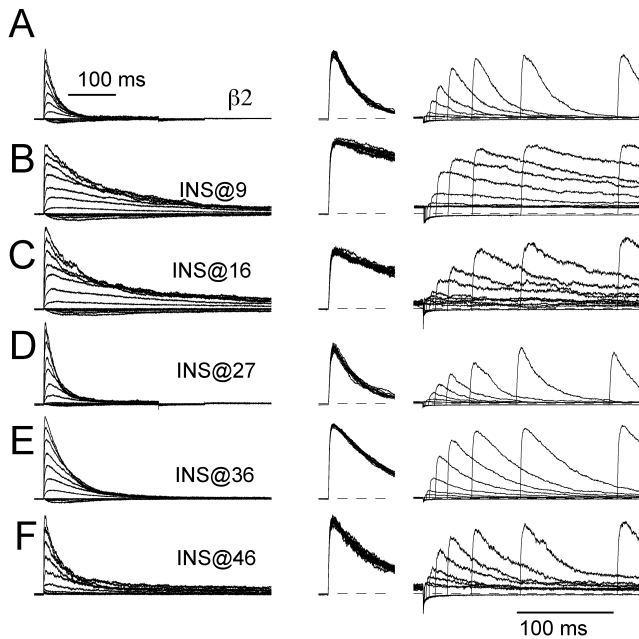 A
100 ms
β2
B
INS@9
C
INS@16
D
INS@27
E
INS@36
F
INS@46
100 ms